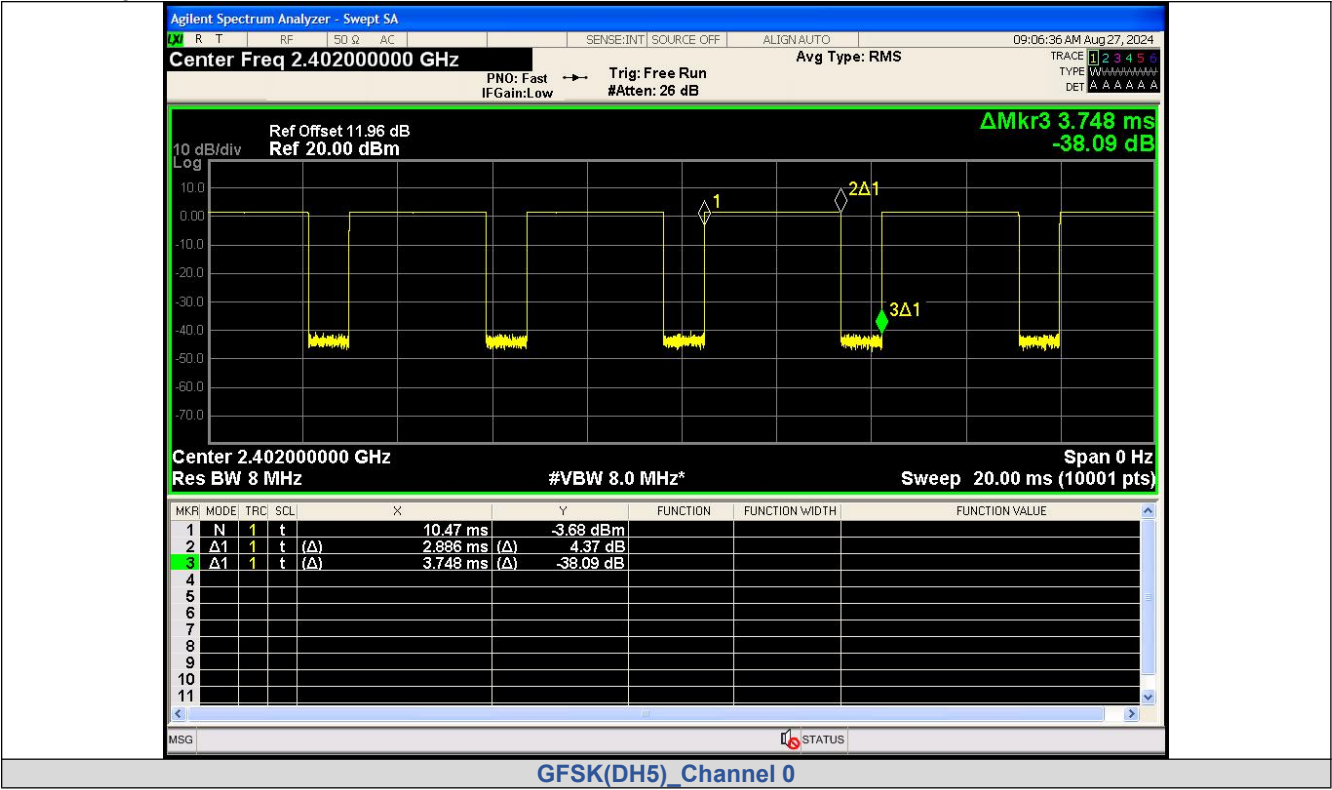 Agilent Spectrum Analyzer - Swept SA
LXI R T RF 50 Ω AC SENSE:INT SOURCE OFF ALIGN AUTO 09:06:36 AM Aug 27, 2024
Center Freq 2.402000000 GHz Avg Type: RMS TRACE 1 2 3 4 5 6
PNO: Fast Trig: Free Run TYPE WWWWWW
IFGain:Low #Atten: 26 dB DET A A A A A A
ΔMkr3 3.748 ms
Ref Offset 11.96 dB
10 dB/div Ref 20.00 dBm -38.09 dB
Log
10.0
0.00
-10.0
-20.0
-30.0
-40.0
-50.0
-60.0
-70.0
1
2Δ1
3Δ1
Center 2.402000000 GHz Span 0 Hz
Res BW 8 MHz #VBW 8.0 MHz* Sweep 20.00 ms (10001 pts)
MKR MODE TRC SCL X Y FUNCTION FUNCTION WIDTH FUNCTION VALUE
1 N 1 t 10.47 ms -3.68 dBm
2 Δ1 1 t (Δ) 2.886 ms (Δ) 4.37 dB
3 Δ1 1 t (Δ) 3.748 ms (Δ) -38.09 dB
4
5
6
7
8
9
10
11
MSG STATUS
GFSK(DH5)_Channel 0